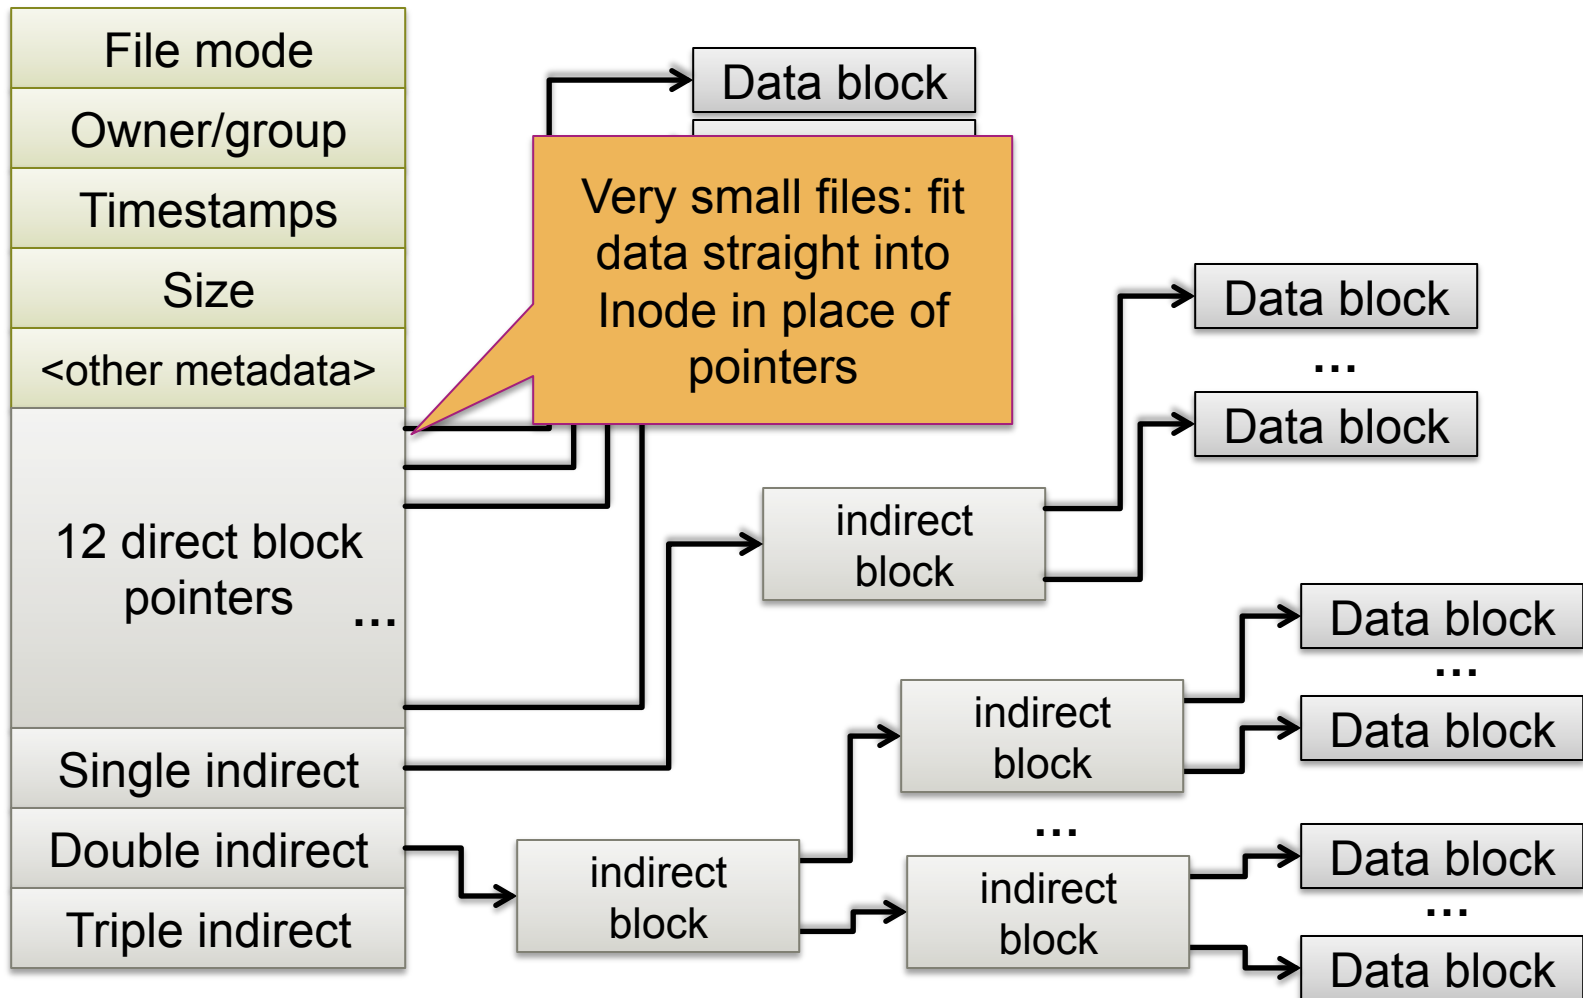 File mode
Owner/group
Timestamps
Size
<other metadata>
12 direct block
pointers
...
Single indirect
Double indirect
Triple indirect
Data block
Very small files: fit
data straight into
Inode in place of
pointers
Data block
...
Data block
indirect
block
Data block
...
Data block
indirect
block
...
indirect
block
indirect
block
Data block
...
Data block